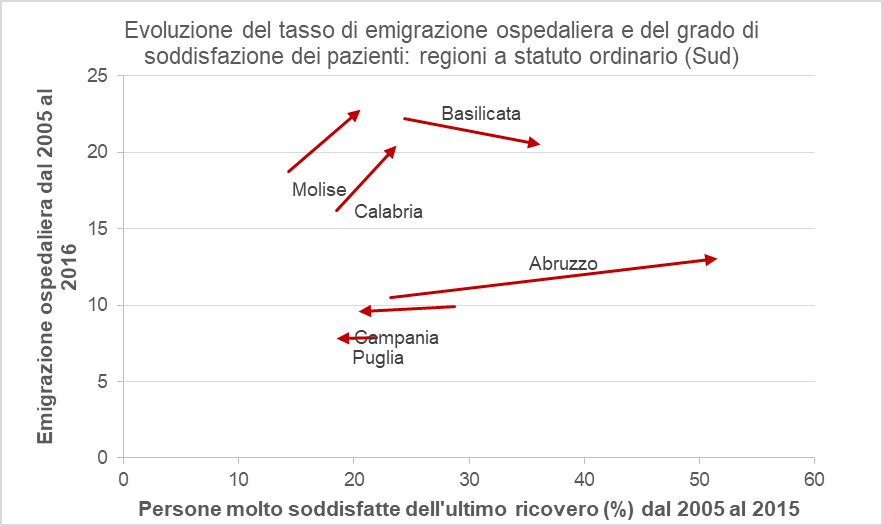 Evoluzione del tasso di emigrazione ospedaliera e del grado di
soddisfazione dei pazienti: regioni a statuto ordinario (Sud)
Emigrazione ospedaliera dal 2005 al
2016
25
20
15
10
5
0
Basilicata
Molise
Calabria
Abruzzo
Campania
Puglia
0 10 20 30 40 50 60
Persone molto soddisfatte dell'ultimo ricovero (%) dal 2005 al 2015